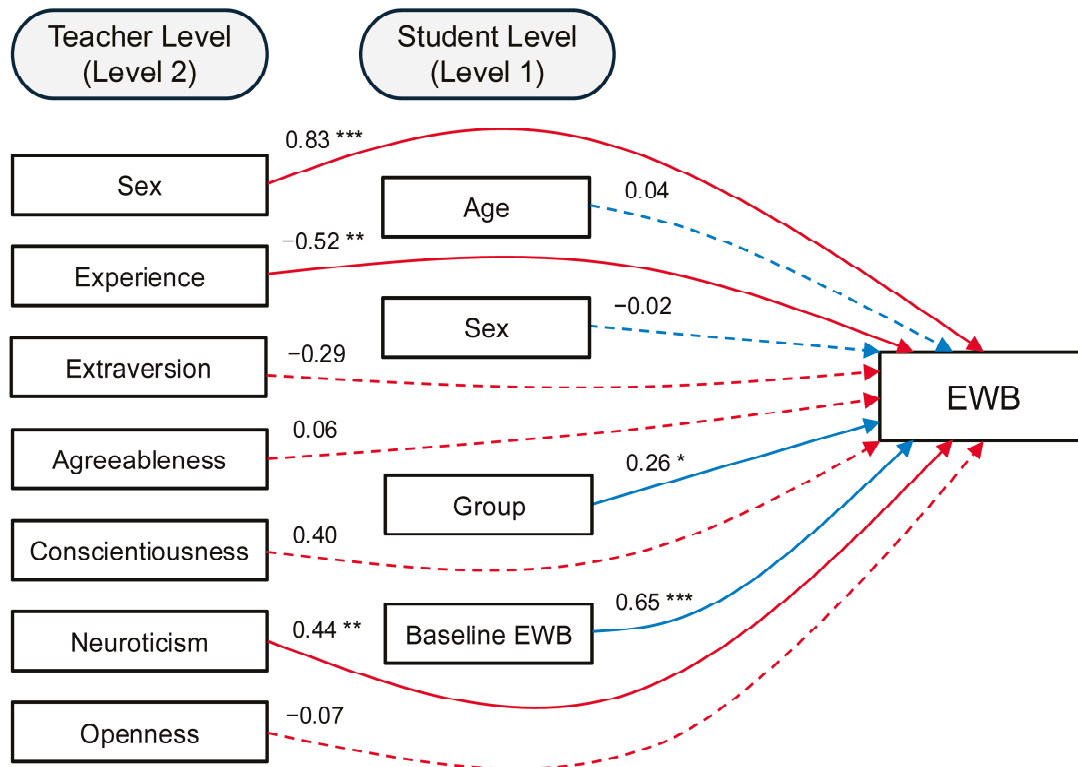 Teacher Level
(Level 2)
Student Level
(Level 1)
0.83 ***
Sex
Age
0.04
−0.52 **
Experience
Sex
−0.02
Extraversion
−0.29
EWB
Agreeableness
0.06
Group
0.26 *
Conscientiousness
0.40
Baseline EWB
0.65 ***
Neuroticism
0.44 **
Openness
−0.07